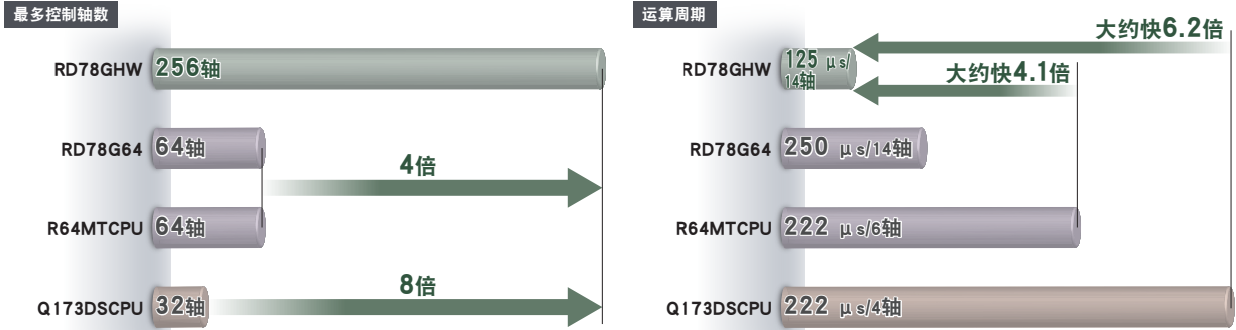 最多控制轴数
RD78GHW
256轴
RD78G64
64轴
4倍
R64MTCPU
64轴
Q173DSCPU
32轴
8倍
运算周期
大约快6.2倍
RD78GHW
125 μs/
14轴
大约快4.1倍
RD78G64
250 μs/14轴
R64MTCPU
222 μs/6轴
Q173DSCPU
222 μs/4轴